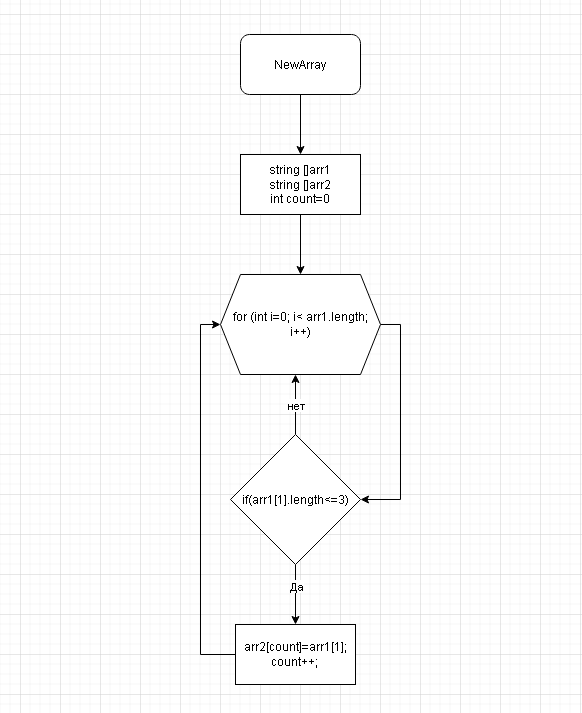 NewArray
string []arr1
string []arr2
int count=0
for (int i=0; i< arr1.length;
i++)
нет
if(arr1[1].length<=3)
Да
arr2[count]=arr1[1];
count++;